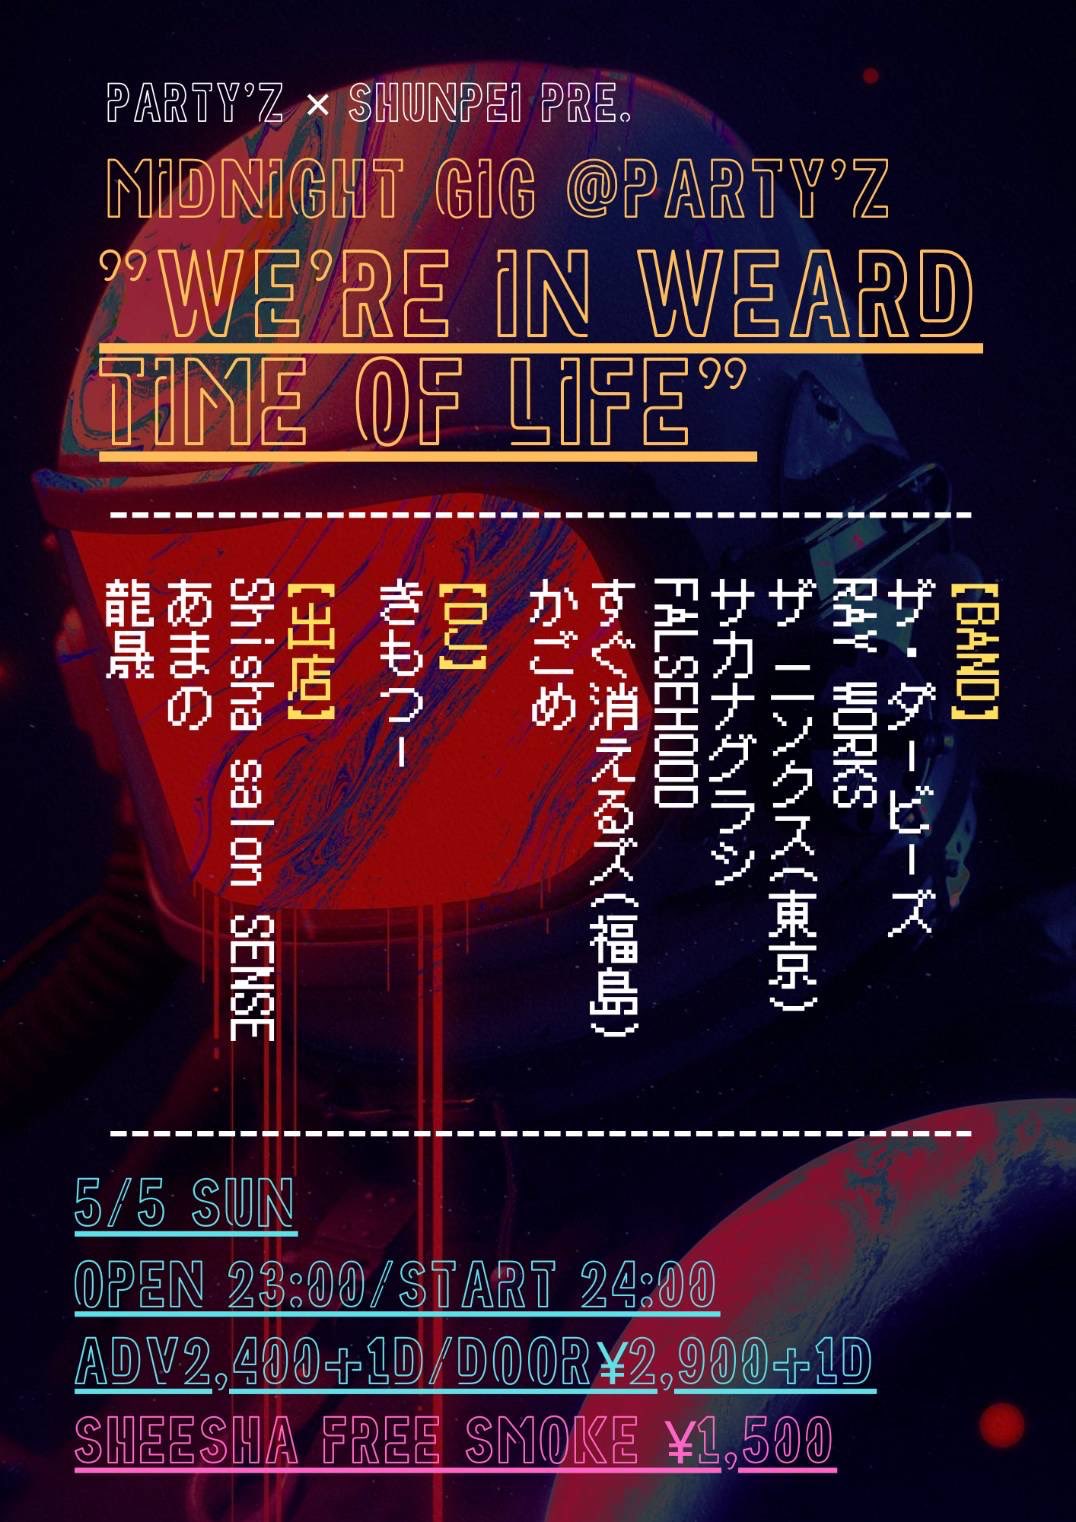 PARTY’Z × SHUNPEI PRE.
MIDNIGHT GIG @PARTY’Z
”WE’RE IN WEARD
TIME OF LIFE”
【BAND】
ザ・ダービーズ
RAY WORKS
ザ ニンクス(東京)
サカナグラシ
FALSEHOOD
すぐ消えるズ(福島)
かごめ
【DJ】
きもつー
【出店】
Shisha salon SENSE
あまの
龍晟
5/5 SUN
OPEN 23:00/START 24:00
ADV2,400+1D/DOOR¥2,900+1D
SHEESHA FREE SMOKE ¥1,500